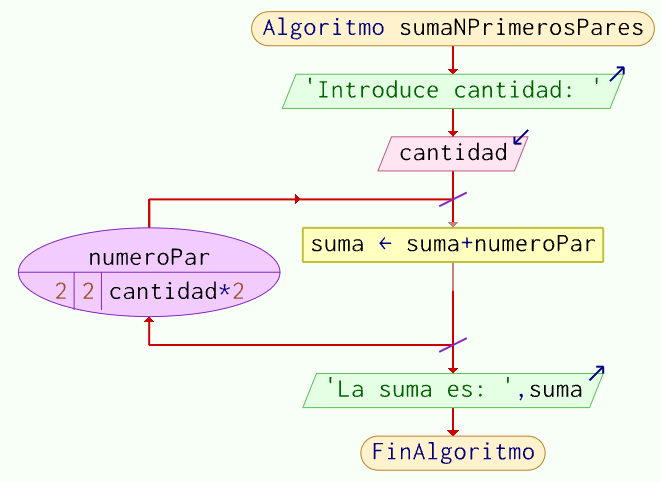 Algoritmo sumaNPrimerosPares
'Introduce cantidad: '
cantidad
numeroPar
2 2 cantidad*2
suma ← suma+numeroPar
'La suma es: ',suma
FinAlgoritmo